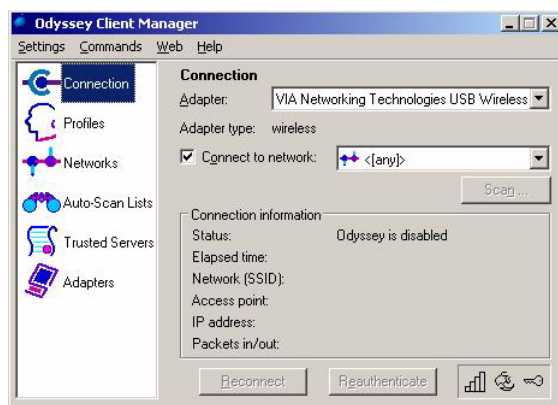 Odyssey Client Manager
Settings Commands Web Help
Connection
Profiles
Networks
Auto-Scan Lists
Trusted Servers
Adapters
Connection
Adapter: VIA Networking Technologies USB Wireless
Adapter type: wireless
Connect to network: <[any]>
Scan ...
Connection information
Status: Odyssey is disabled
Elapsed time:
Network (SSID):
Access point:
IP address:
Packets in/out:
Reconnect Reauthenticate